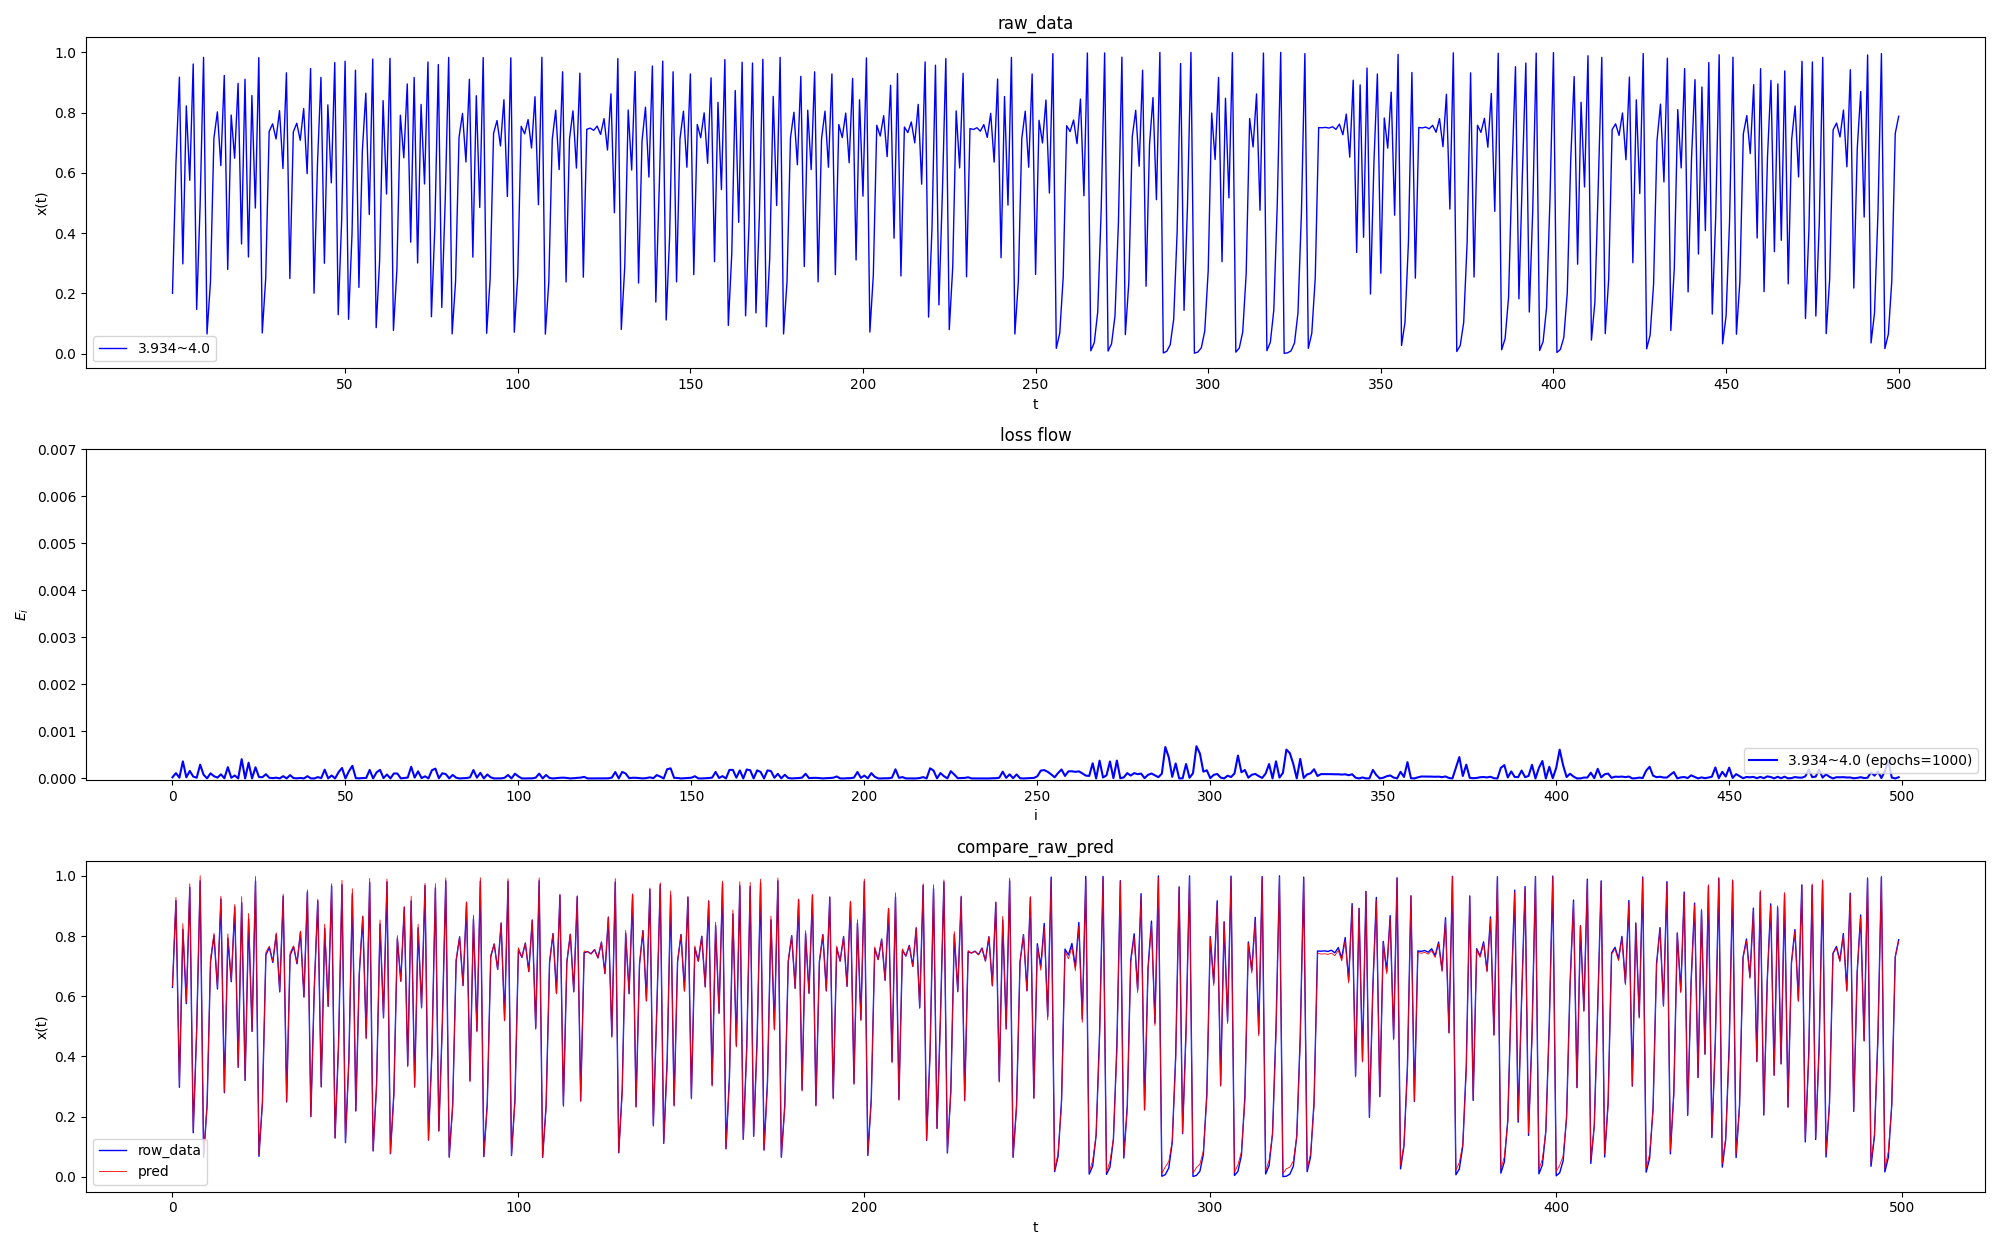 raw_data
1.0
0.8
0.6
0.4
0.2
0.0
x(t)
3.934~4.0
50 100 150 200 250 300 350 400 450 500
t
loss flow
0.007
0.006
0.005
0.004
0.003
0.002
0.001
0.000
E_i
3.934~4.0 (epochs=1000)
0 50 100 150 200 250 300 350 400 450 500
i
compare_raw_pred
1.0
0.8
0.6
0.4
0.2
0.0
x(t)
row_data
pred
0 100 200 300 400 500
t